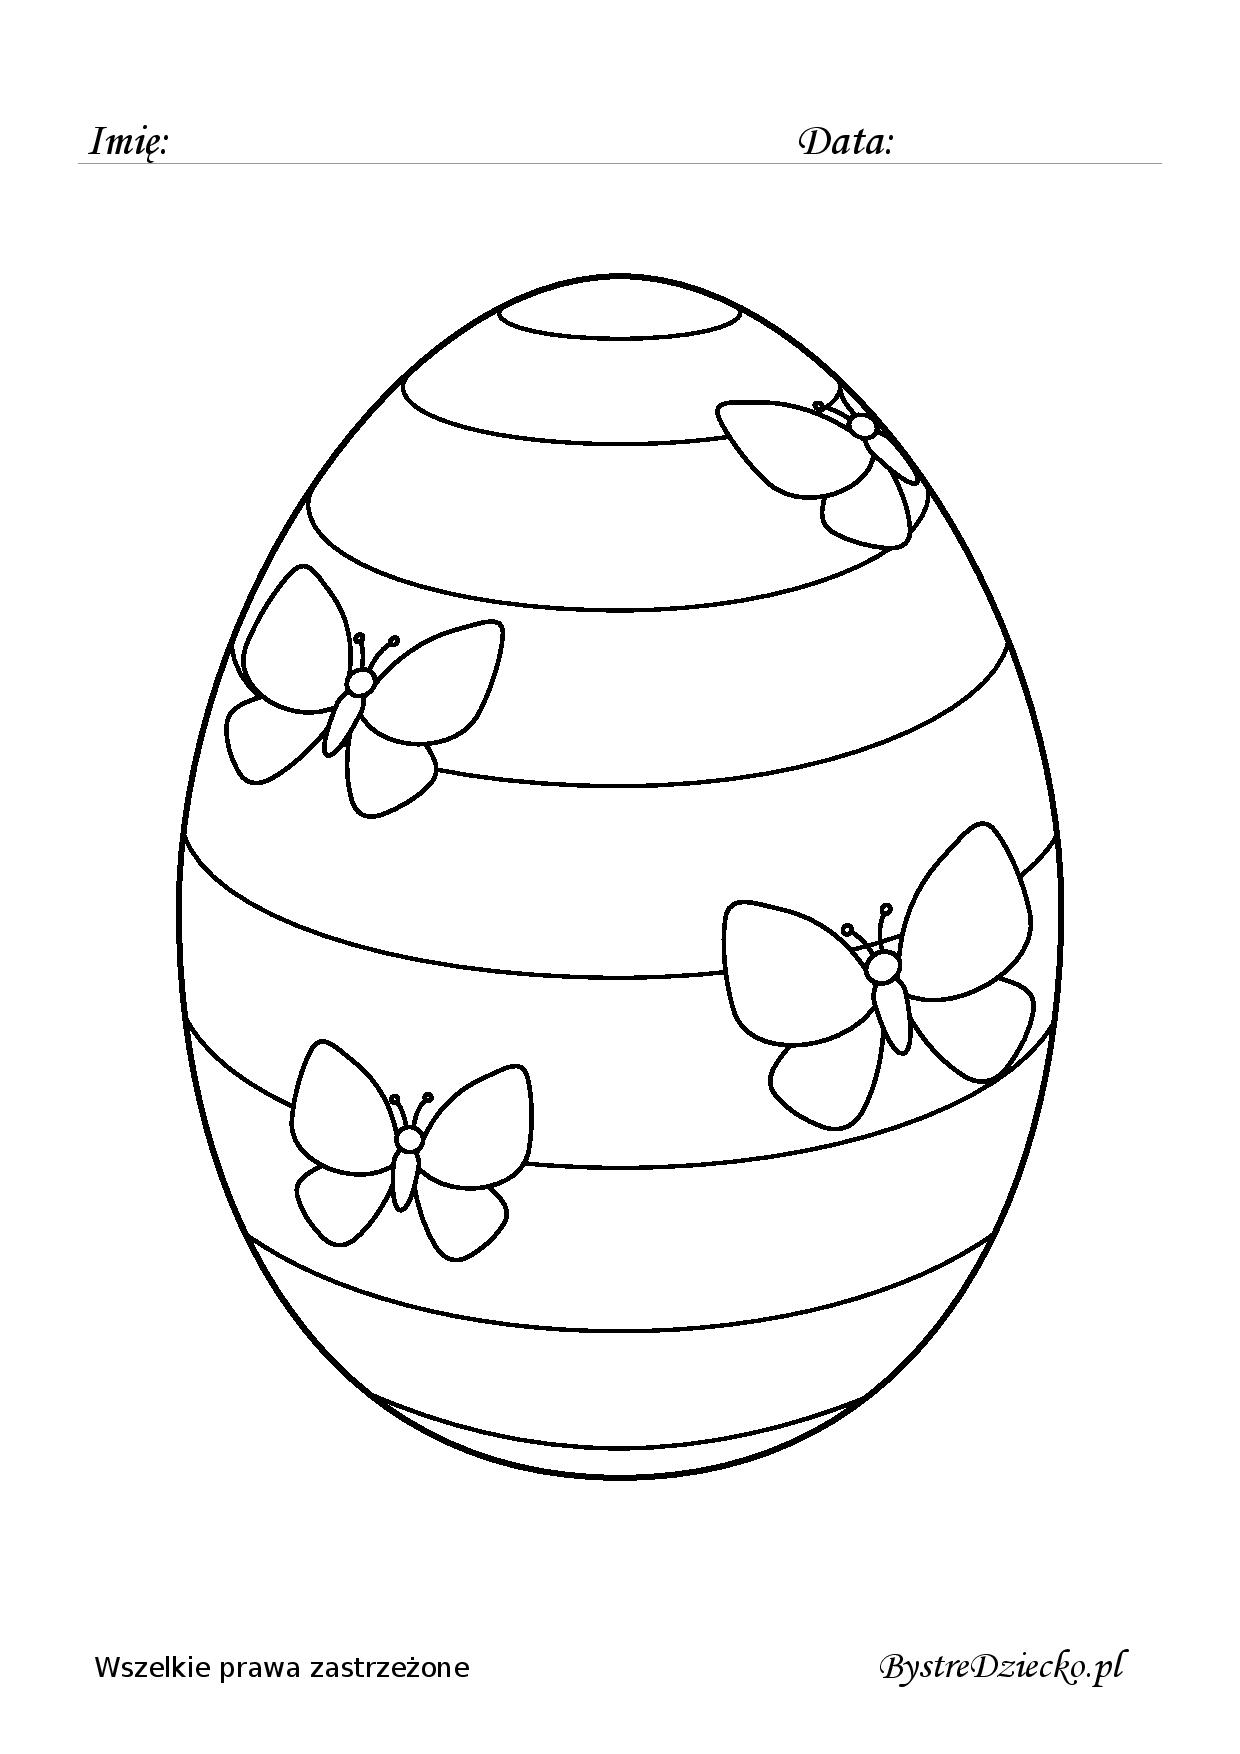 Imię: Data:
Wszelkie prawa zastrzeżone BystreDziecko.pl